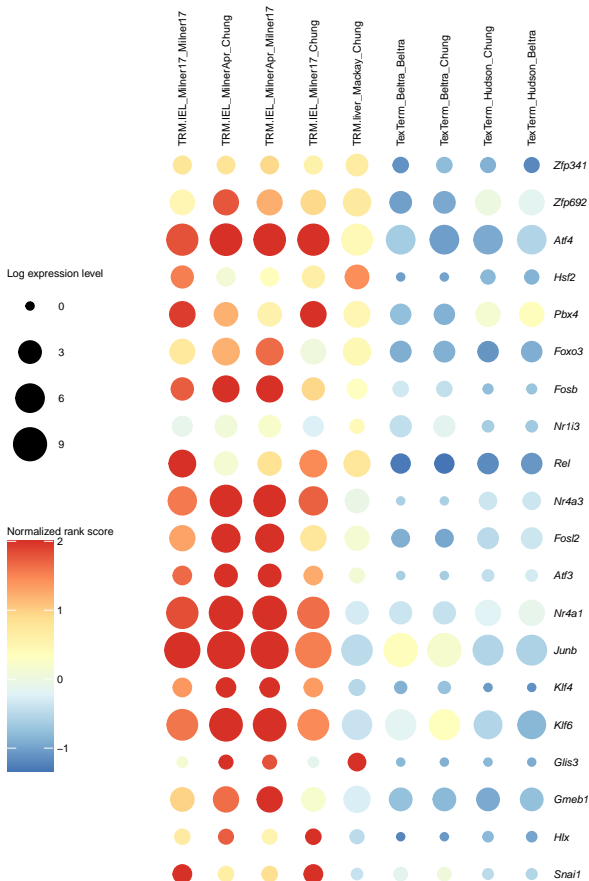 TRM.IEL_Milner17_Milner17
TRM.IEL_MilnerApr_Chung
TRM.IEL_MilnerApr_Milner17
TRM.IEL_Milner17_Chung
TRM.liver_Mackay_Chung
TexTerm_Beltra_Beltra
TexTerm_Beltra_Chung
TexTerm_Hudson_Chung
TexTerm_Hudson_Beltra
Zfp341
Zfp692
Atf4
Hsf2
Pbx4
Foxo3
Fosb
Nr1i3
Rel
Nr4a3
Fosl2
Atf3
Nr4a1
Junb
Klf4
Klf6
Glis3
Gmeb1
Hlx
Snai1
Log expression level
0
3
6
9
Normalized rank score
2
1
0
−1